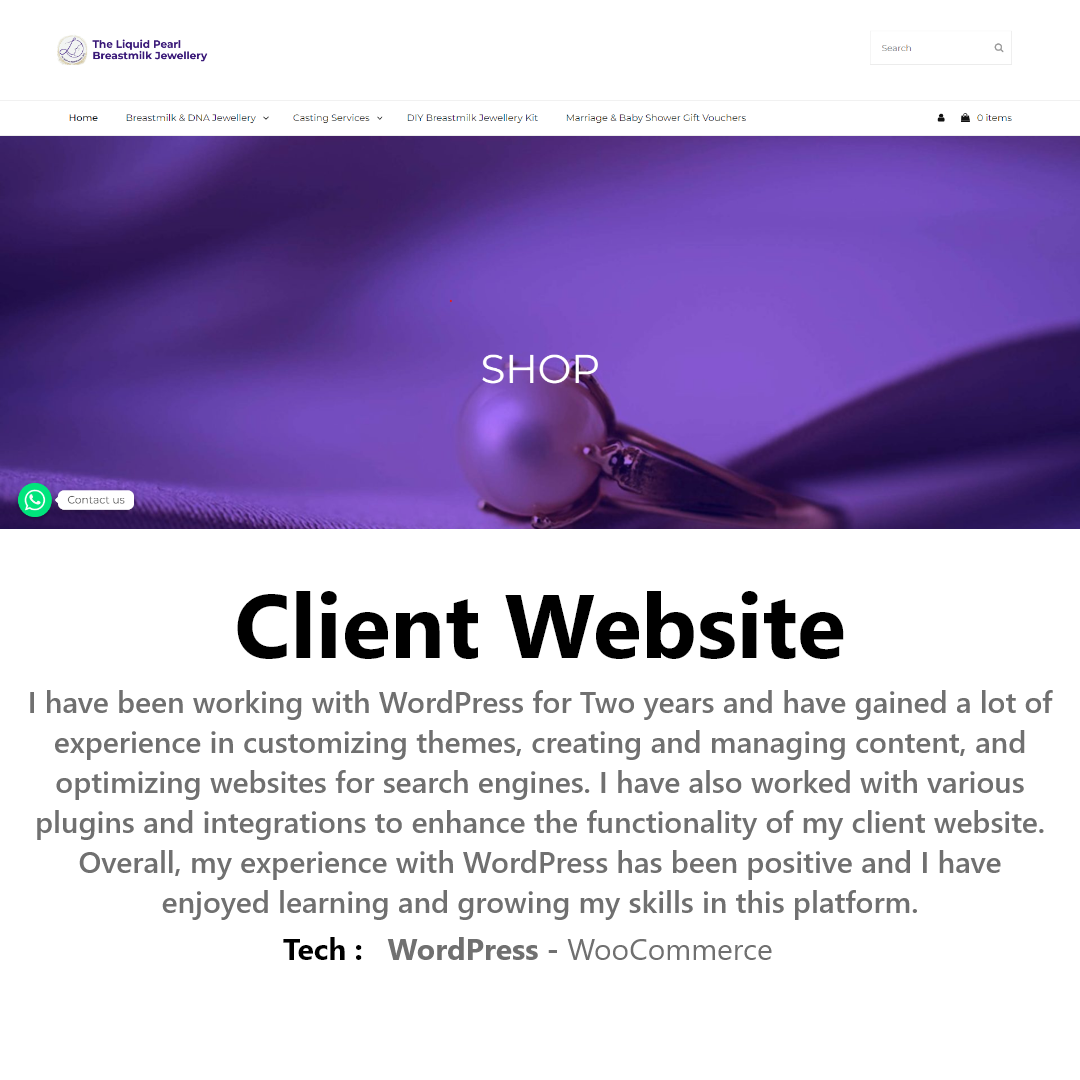 The Liquid Pearl
Breastmilk Jewellery
Search
Home Breastmilk & DNA Jewellery Casting Services DIY Breastmilk Jewellery Kit Marriage & Baby Shower Gift Vouchers 0 items
SHOP
Contact us
Client Website
I have been working with WordPress for Two years and have gained a lot of
experience in customizing themes, creating and managing content, and
optimizing websites for search engines. I have also worked with various
plugins and integrations to enhance the functionality of my client website.
Overall, my experience with WordPress has been positive and I have
enjoyed learning and growing my skills in this platform.
Tech : WordPress - WooCommerce